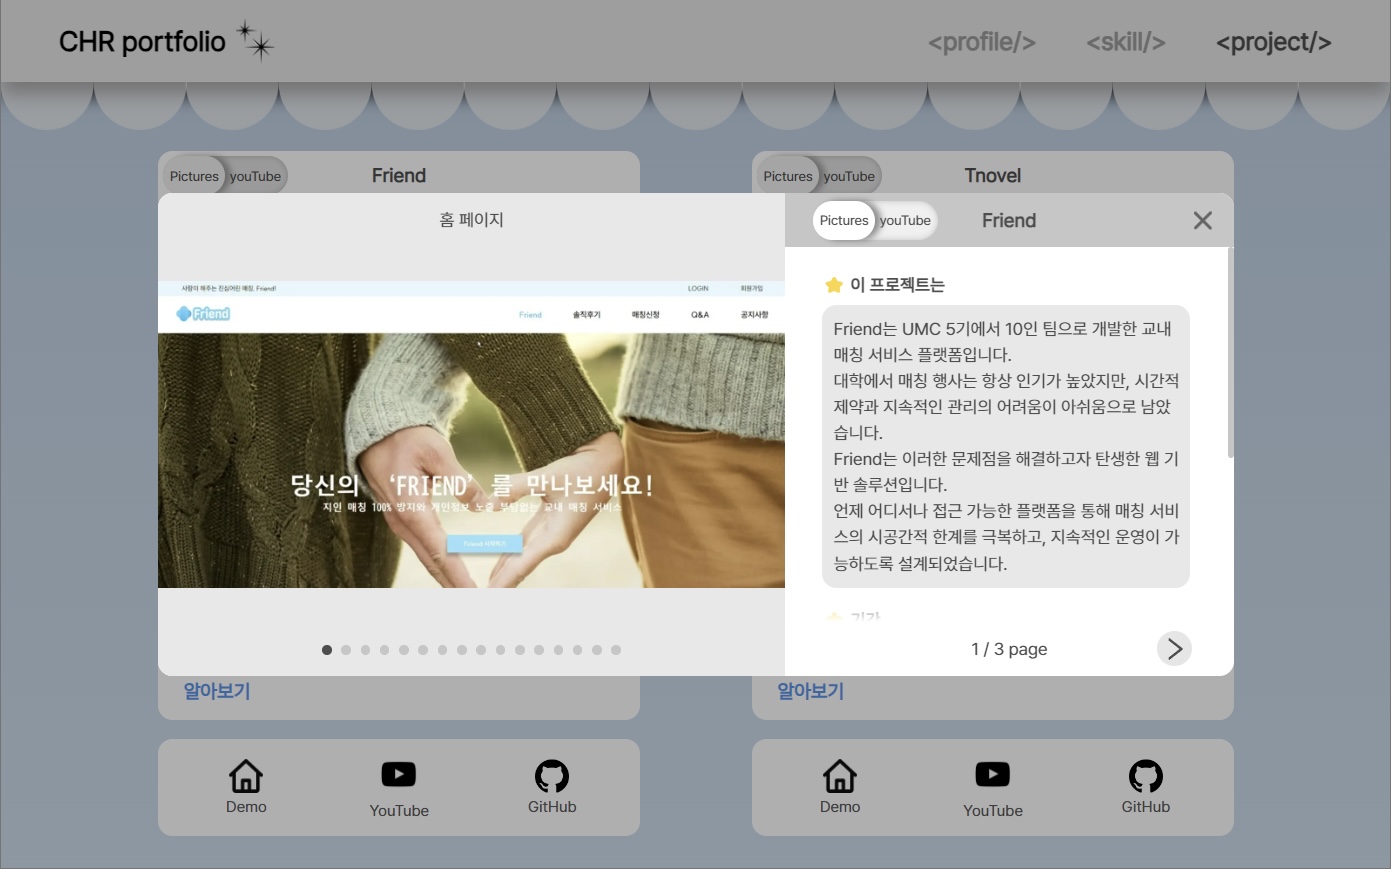 CHR portfolio
<profile/>
<skill/>
<project/>
Pictures youTube
Friend
Pictures youTube
Tnovel
홈 페이지
사람이 해주는 진심어린 매칭, Friend!
LOGIN
회원가입
Friend
Friend
솔직후기
매칭신청
Q&A
공지사항
당신의 ‘FRIEND’를 만나보세요!
지인 매칭 100% 방지와 개인정보 노출 부담없는 교내 매칭 서비스
Friend 시작하기
Pictures youTube
Friend
이 프로젝트는
Friend는 UMC 5기에서 10인 팀으로 개발한 교내
매칭 서비스 플랫폼입니다.
대학에서 매칭 행사는 항상 인기가 높았지만, 시간적
제약과 지속적인 관리의 어려움이 아쉬움으로 남았
습니다.
Friend는 이러한 문제점을 해결하고자 탄생한 웹 기
반 솔루션입니다.
언제 어디서나 접근 가능한 플랫폼을 통해 매칭 서비
스의 시공간적 한계를 극복하고, 지속적인 운영이 가
능하도록 설계되었습니다.
기간
1 / 3 page
알아보기
알아보기
Demo
YouTube
GitHub
Demo
YouTube
GitHub